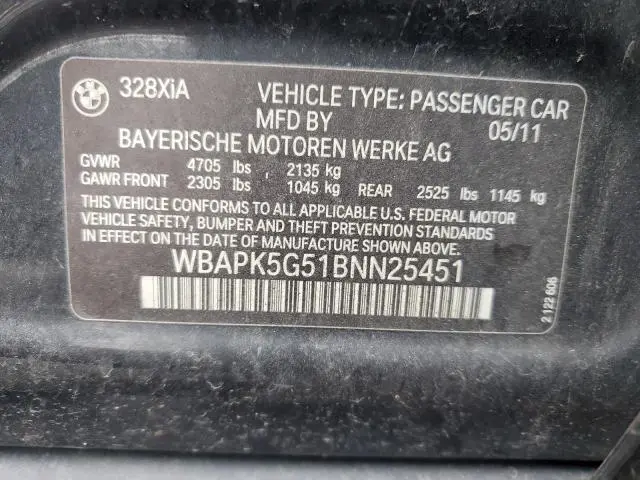 BMW
328XiA VEHICLE TYPE: PASSENGER CAR
MFD BY 05/11
BAYERISCHE MOTOREN WERKE AG
GVWR 4705 lbs , 2135 kg
GAWR FRONT 2305 lbs 1045 kg REAR 2525 lbs 1145 kg
THIS VEHICLE CONFORMS TO ALL APPLICABLE U.S. FEDERAL MOTOR
VEHICLE SAFETY, BUMPER AND THEFT PREVENTION STANDARDS
IN EFFECT ON THE DATE OF MANUFACTURE SHOWN ABOVE.
WBAPK5G51BNN25451
2 122 606